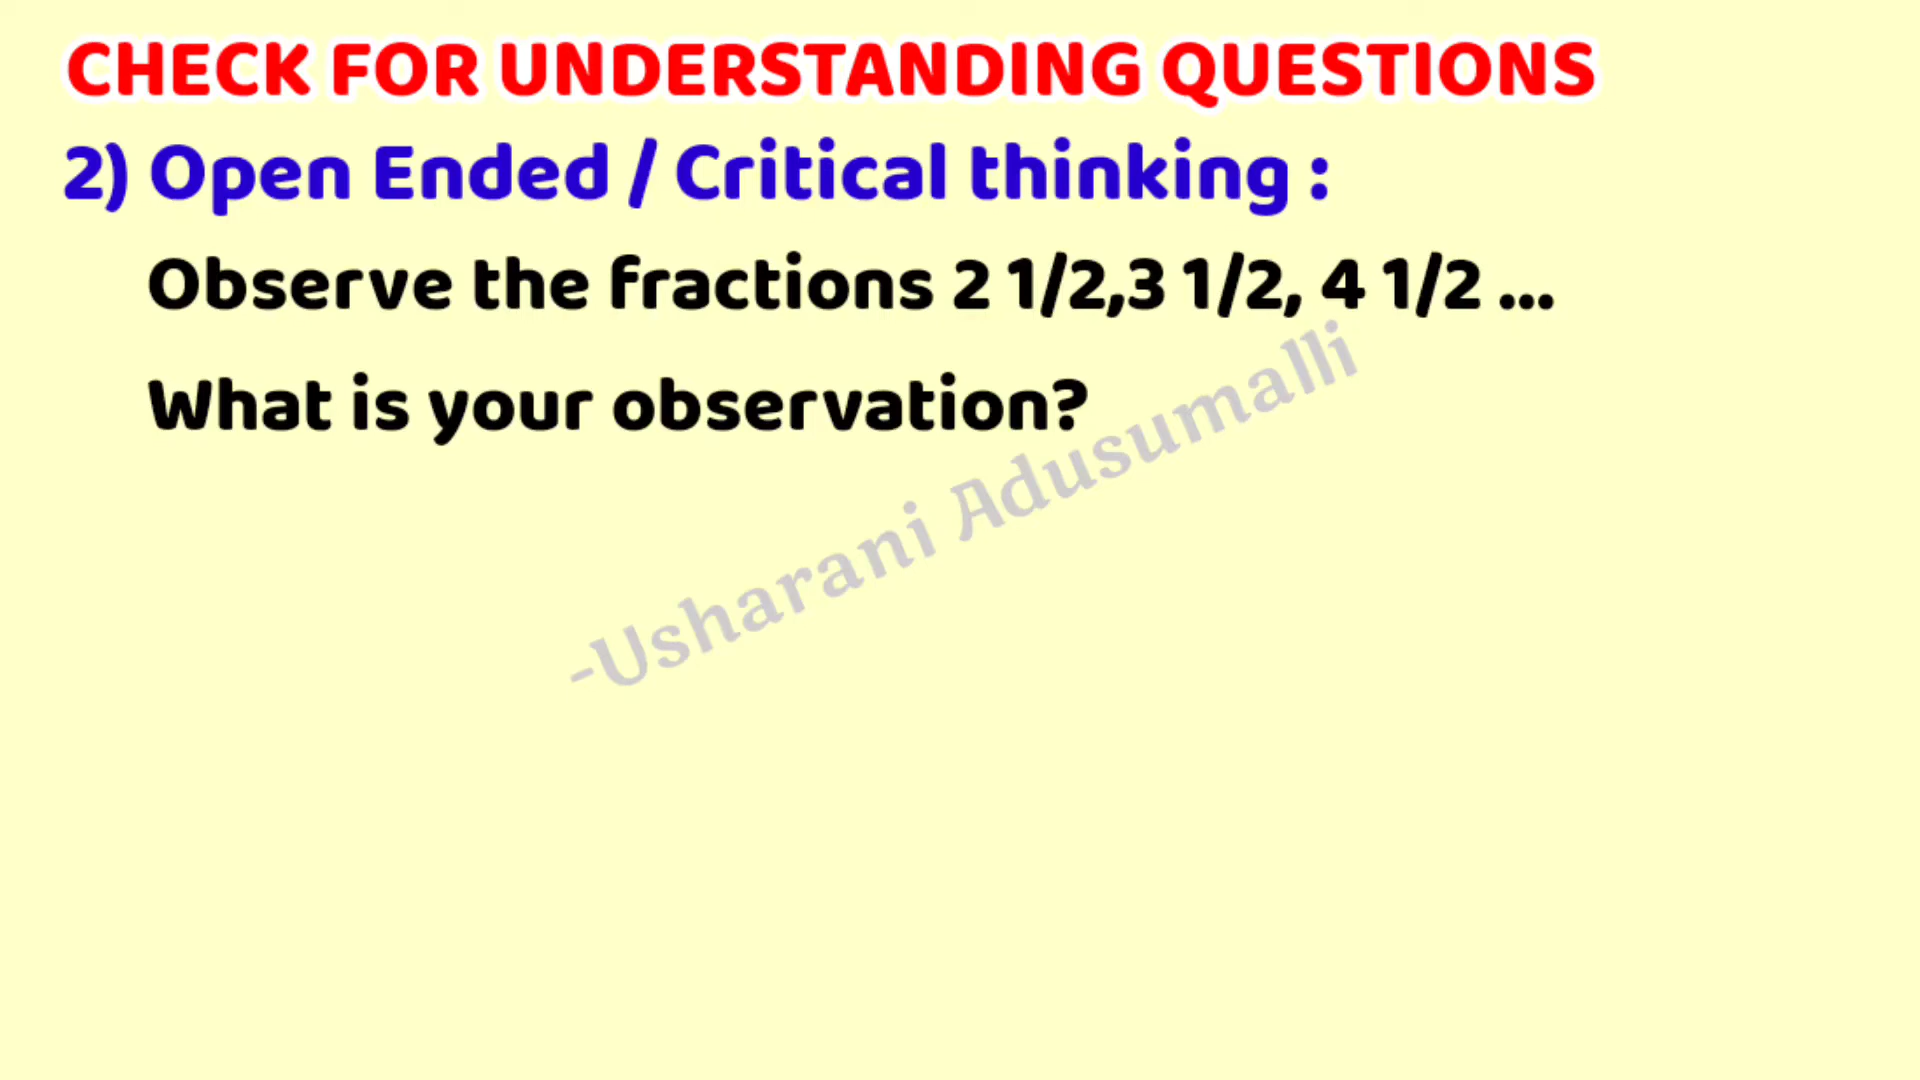 CHECK FOR UNDERSTANDING QUESTIONS
2) Open Ended / Critical thinking :
Observe the fractions 2 1/2,3 1/2, 4 1/2 ...
What is your observation?
-Usharani Adusumalli